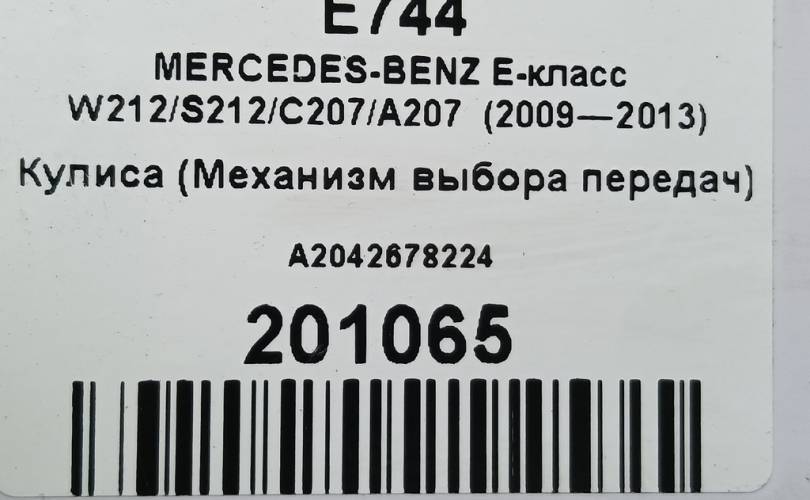 E744
MERCEDES-BENZ E-класс
W212/S212/C207/A207 (2009—2013)
Кулиса (Механизм выбора передач)
A2042678224
201065